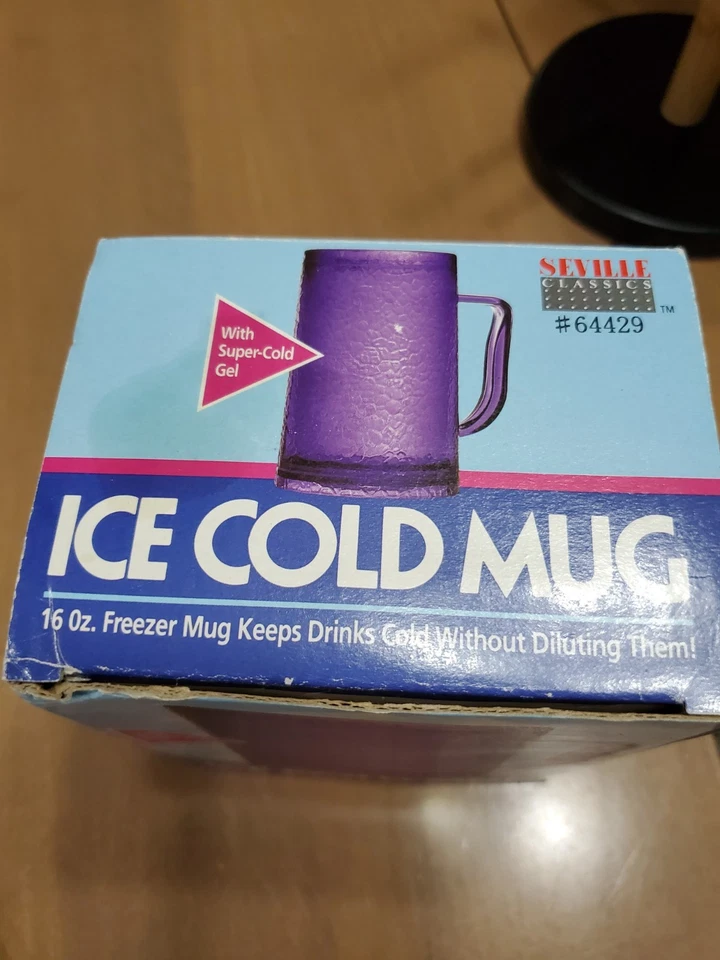 SEVILLE
CLASSICS
TM
#64429
With
Super-Cold
Gel
ICE COLD MUG
16 Oz. Freezer Mug Keeps Drinks Cold Without Diluting Them!